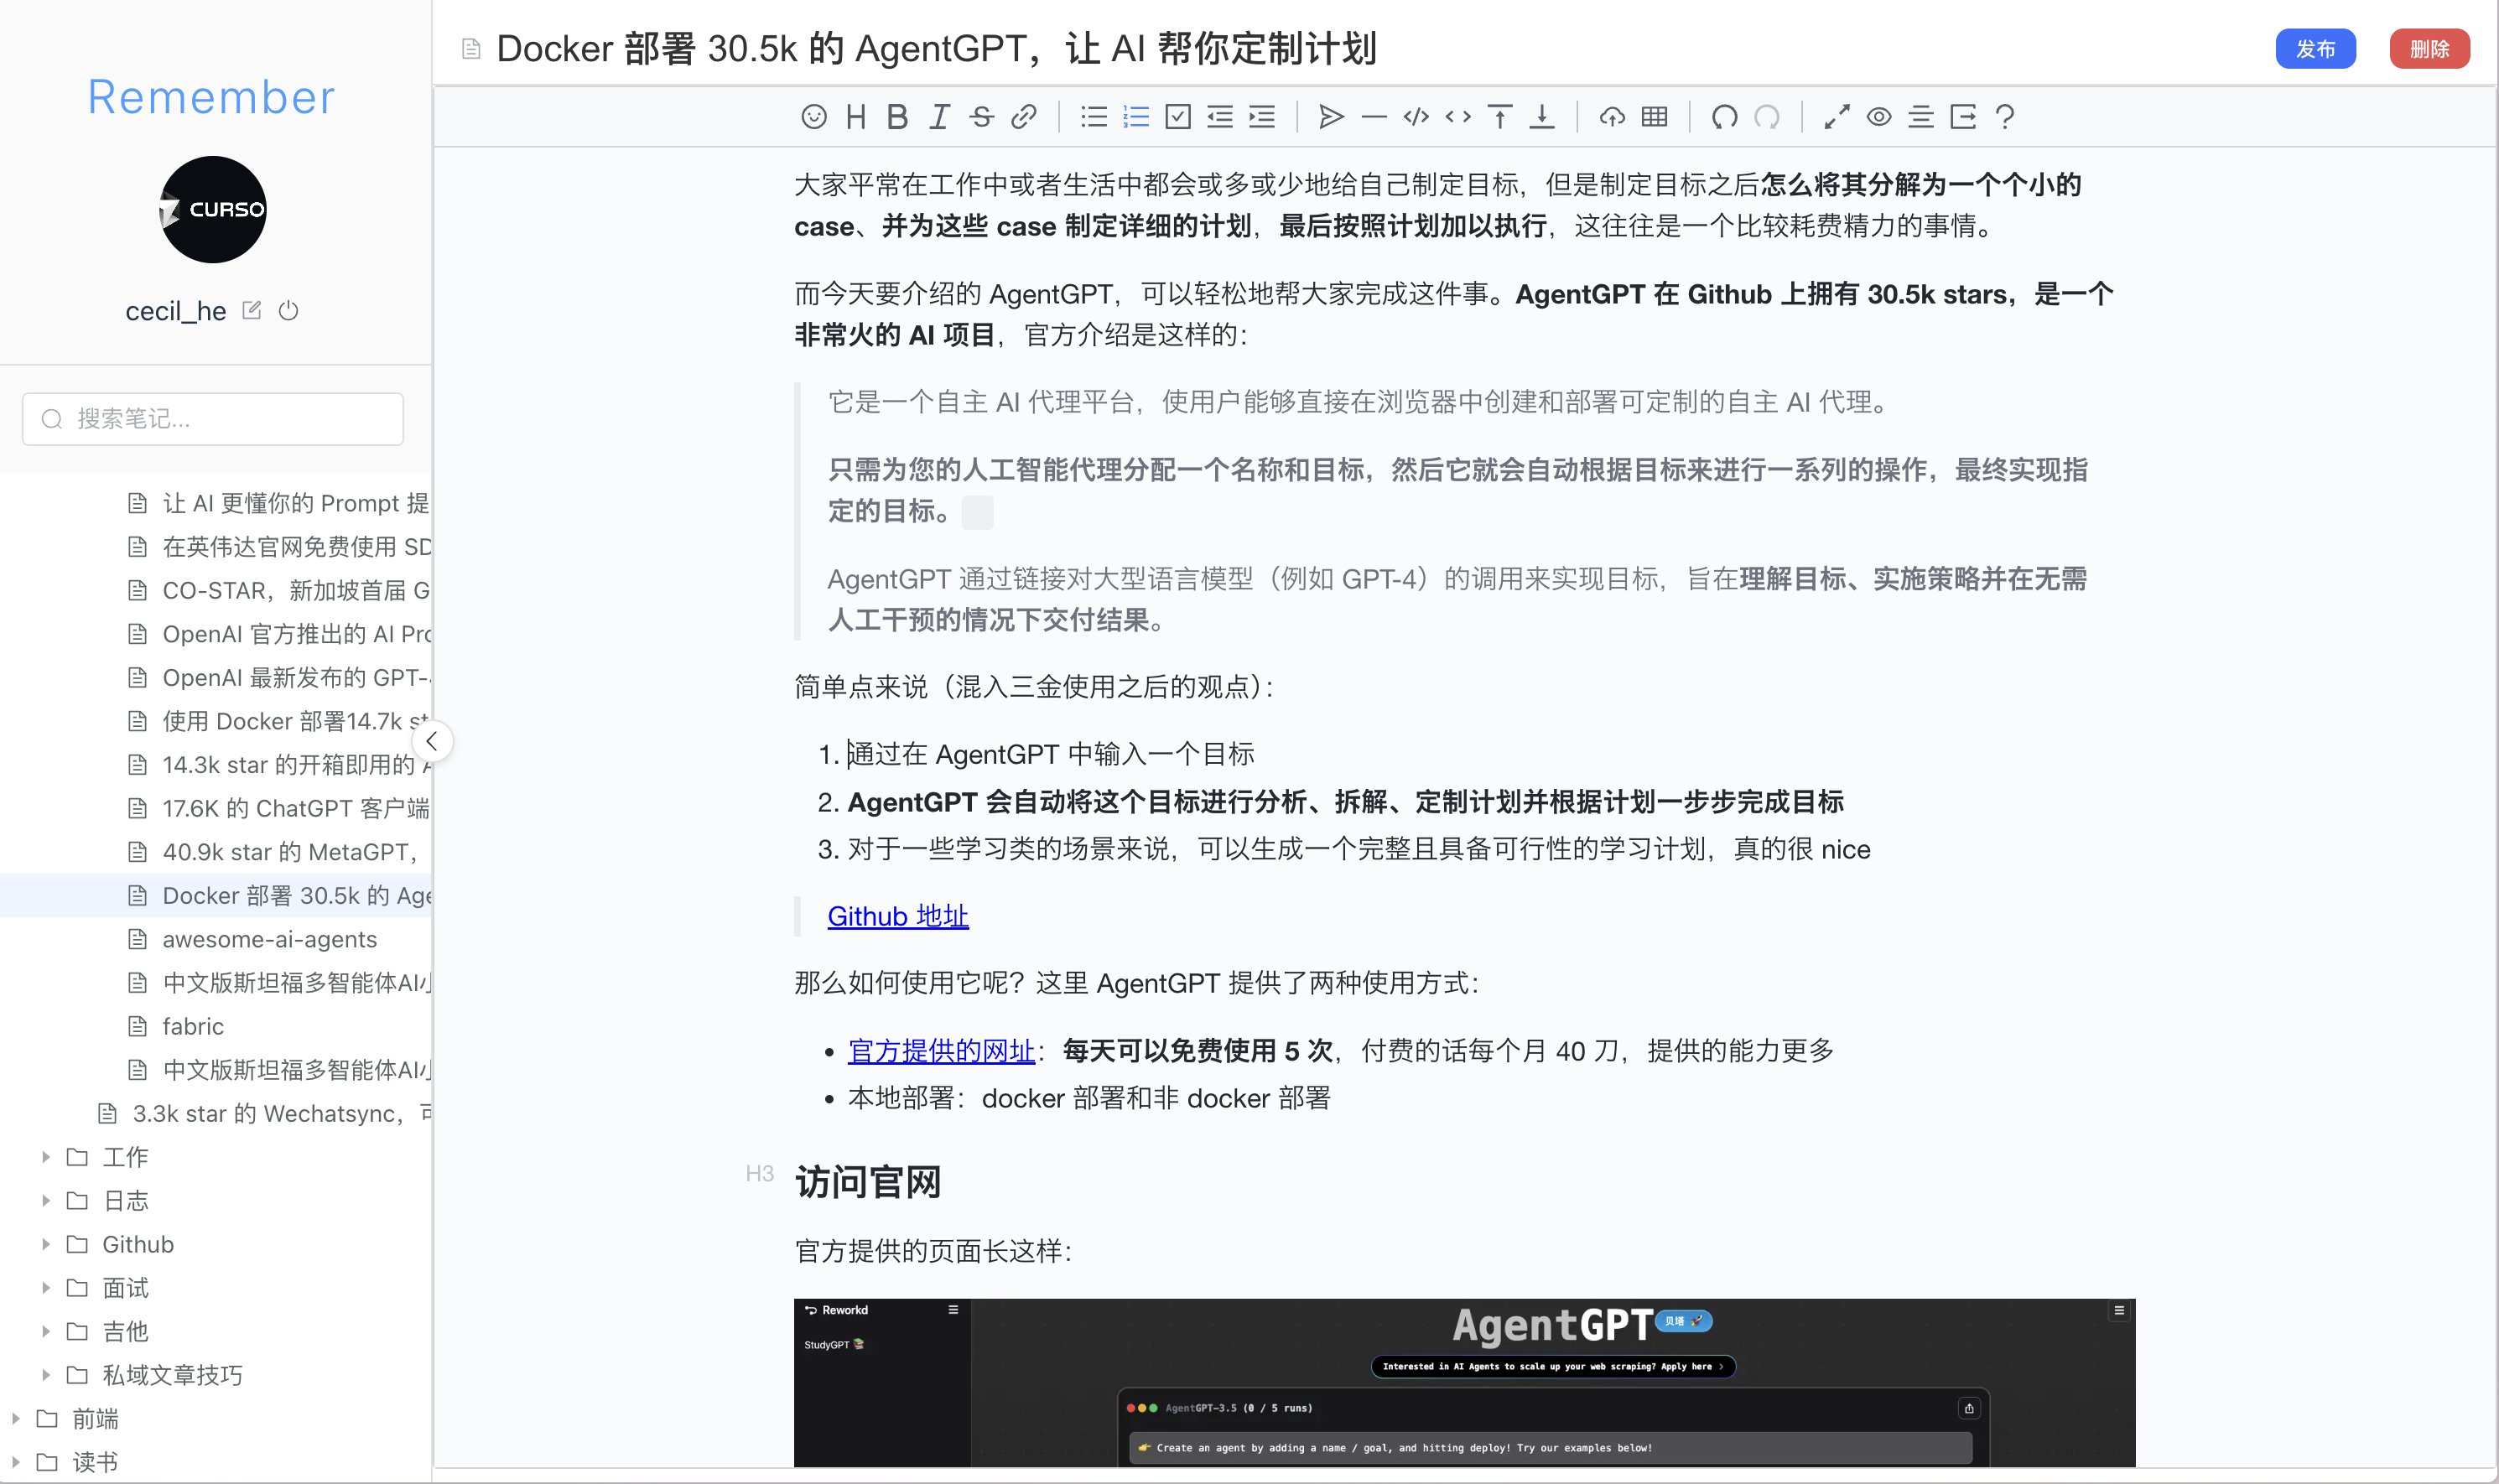 Remember
CURSO
cecil_he
搜索笔记...
让 AI 更懂你的 Prompt 提
在英伟达官网免费使用 SD
CO-STAR，新加坡首届 G
OpenAI 官方推出的 AI Pro
OpenAI 最新发布的 GPT-
使用 Docker 部署14.7k st
14.3k star 的开箱即用的 A
17.6K 的 ChatGPT 客户端
40.9k star 的 MetaGPT，
Docker 部署 30.5k 的 Age
awesome-ai-agents
中文版斯坦福多智能体AI小
fabric
中文版斯坦福多智能体AI小
3.3k star 的 Wechatsync，可
工作
日志
Github
面试
吉他
私域文章技巧
前端
读书
Docker 部署 30.5k 的 AgentGPT，让 AI 帮你定制计划
发布
删除
大家平常在工作中或者生活中都会或多或少地给自己制定目标，但是制定目标之后怎么将其分解为一个个小的
case、并为这些 case 制定详细的计划，最后按照计划加以执行，这往往是一个比较耗费精力的事情。
而今天要介绍的 AgentGPT，可以轻松地帮大家完成这件事。AgentGPT 在 Github 上拥有 30.5k stars，是一个
非常火的 AI 项目，官方介绍是这样的：
它是一个自主 AI 代理平台，使用户能够直接在浏览器中创建和部署可定制的自主 AI 代理。
只需为您的人工智能代理分配一个名称和目标，然后它就会自动根据目标来进行一系列的操作，最终实现指
定的目标。
AgentGPT 通过链接对大型语言模型（例如 GPT-4）的调用来实现目标，旨在理解目标、实施策略并在无需
人工干预的情况下交付结果。
简单点来说（混入三金使用之后的观点）：
1. 通过在 AgentGPT 中输入一个目标
2. AgentGPT 会自动将这个目标进行分析、拆解、定制计划并根据计划一步步完成目标
3. 对于一些学习类的场景来说，可以生成一个完整且具备可行性的学习计划，真的很 nice
Github 地址
那么如何使用它呢？这里 AgentGPT 提供了两种使用方式：
• 官方提供的网址：每天可以免费使用 5 次，付费的话每个月 40 刀，提供的能力更多
• 本地部署：docker 部署和非 docker 部署
H3 访问官网
官方提供的页面长这样：
Reworkd
StudyGPT
AgentGPT 贝塔
Interested in AI Agents to scale up your web scraping? Apply here
AgentGPT-3.5 (0 / 5 runs)
Create an agent by adding a name / goal, and hitting deploy! Try our examples below!